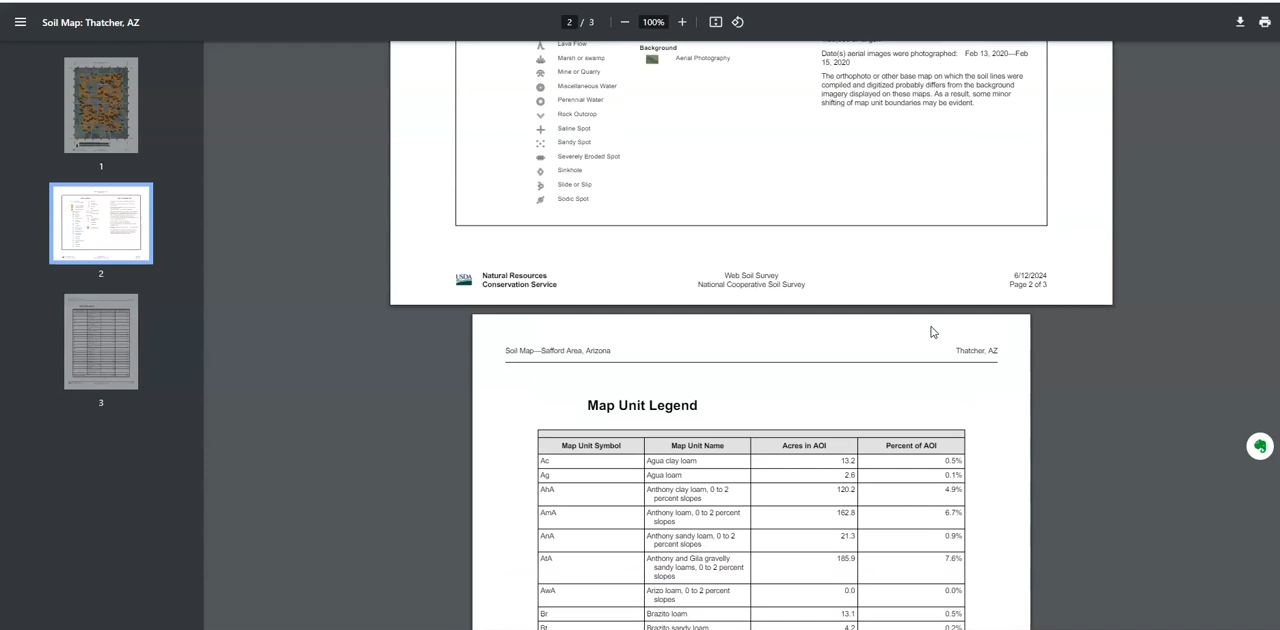 Soil Map: Thatcher, AZ
2 / 3
100%
1
2
3
Lava Flow
Marsh or swamp
Mine or Quarry
Miscellaneous Water
Perennial Water
Rock Outcrop
Saline Spot
Sandy Spot
Severely Eroded Spot
Sinkhole
Slide or Slip
Sodic Spot
Background
Aerial Photography
Date(s) aerial images were photographed: Feb 13, 2020—Feb
15, 2020
The orthophoto or other base map on which the soil lines were
compiled and digitized probably differs from the background
imagery displayed on these maps. As a result, some minor
shifting of map unit boundaries may be evident.
USDA
Natural Resources
Conservation Service
Web Soil Survey
National Cooperative Soil Survey
6/12/2024
Page 2 of 3
Soil Map—Safford Area, Arizona
Thatcher, AZ
Map Unit Legend
Map Unit Symbol Map Unit Name Acres in AOI Percent of AOI
Ac Agua clay loam 13.2 0.5%
Ag Agua loam 2.6 0.1%
AhA Anthony clay loam, 0 to 2 120.2 4.9%
percent slopes
AmA Anthony loam, 0 to 2 percent 162.8 6.7%
slopes
AnA Anthony sandy loam, 0 to 2 21.3 0.9%
percent slopes
AtA Anthony and Gila gravelly 185.9 7.6%
sandy loams, 0 to 2 percent
slopes
AwA Arizo loam, 0 to 2 percent 0.0 0.0%
slopes
Br Brazito loam 13.1 0.5%
Bt Brazito sandy loam 4.2 0.2%